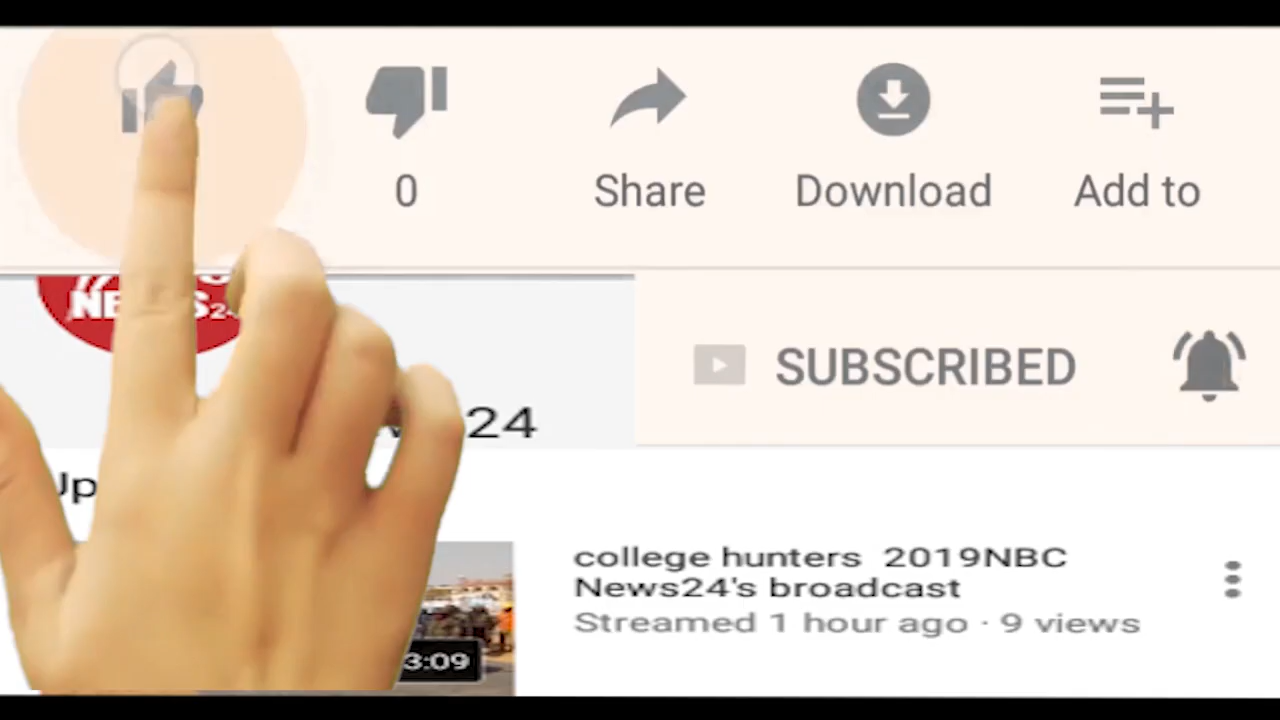 0
Share
Download
Add to
SUBSCRIBED
24
Up
college hunters 2019NBC
News24's broadcast
Streamed 1 hour ago · 9 views
3:09